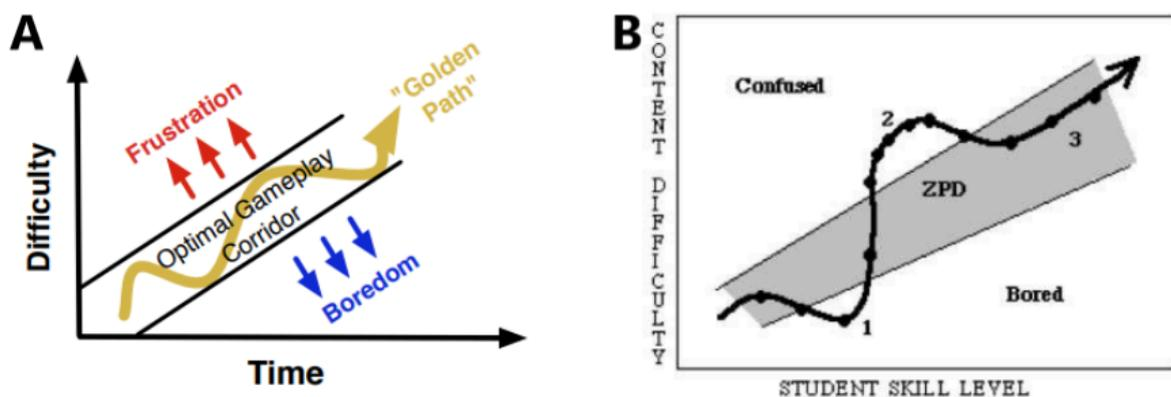 A
Difficulty
Frustration
"Golden
Path"
Optimal Gameplay
Corridor
Boredom
Time
B
CONTENT DIFFICULTY
Confused
2
ZPD
3
Bored
1
STUDENT SKILL LEVEL